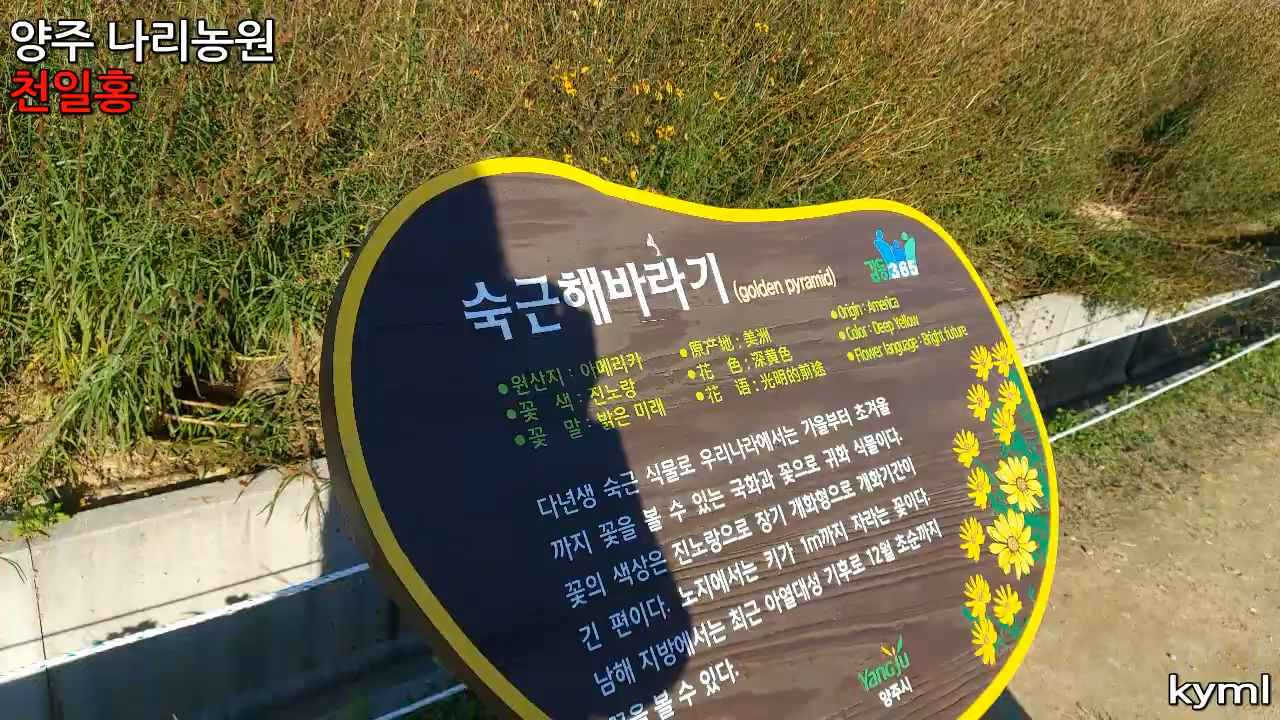 양주 나리농원
천일홍
감동365
숙근해바라기 (golden pyramid)
●원산지 : 아메리카
●꽃 색 : 진노랑
●꽃 말 : 밝은 미래
●原产地 : 美洲
●花 色 : 深黄色
●花 语 : 光明的前途
●Origin : America
●Color : Deep Yellow
●Flower language : Bright future
다년생 숙근 식물로 우리나라에서는 가을부터 초겨울
까지 꽃을 볼 수 있는 국화과 꽃으로 귀화 식물이다.
꽃의 색상은 진노랑으로 장기 개화형으로 개화기간이
긴 편이다. 노지에서는 키가 1m까지 자라는 꽃이다.
남해 지방에서는 최근 아열대성 기후로 12월 초순까지
꽃을 볼 수 있다.
Yangju
양주시
kyml